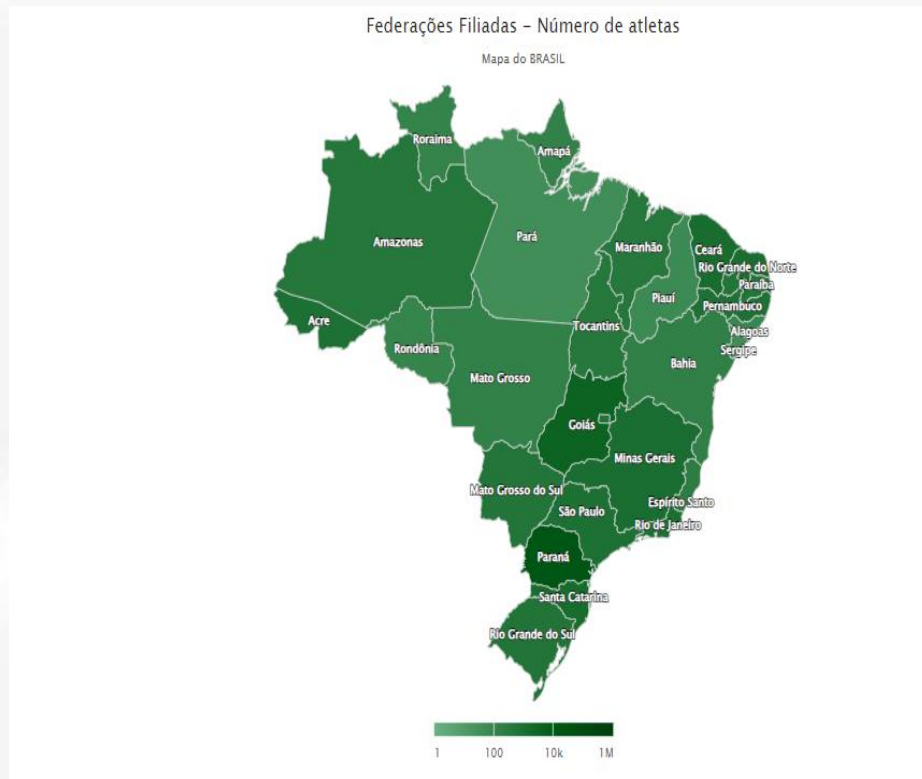 Federações Filiadas – Número de atletas
Mapa do BRASIL
Roraima
Amapá
Amazonas
Pará
Maranhão
Ceará
Rio Grande do Norte
Paraíba
Piauí
Pernambuco
Acre
Tocantins
Alagoas
Rondônia
Sergipe
Mato Grosso
Bahia
Goiás
Minas Gerais
Mato Grosso do Sul
Espírito Santo
São Paulo
Rio de Janeiro
Paraná
Santa Catarina
Rio Grande do Sul
1 100 10k 1M